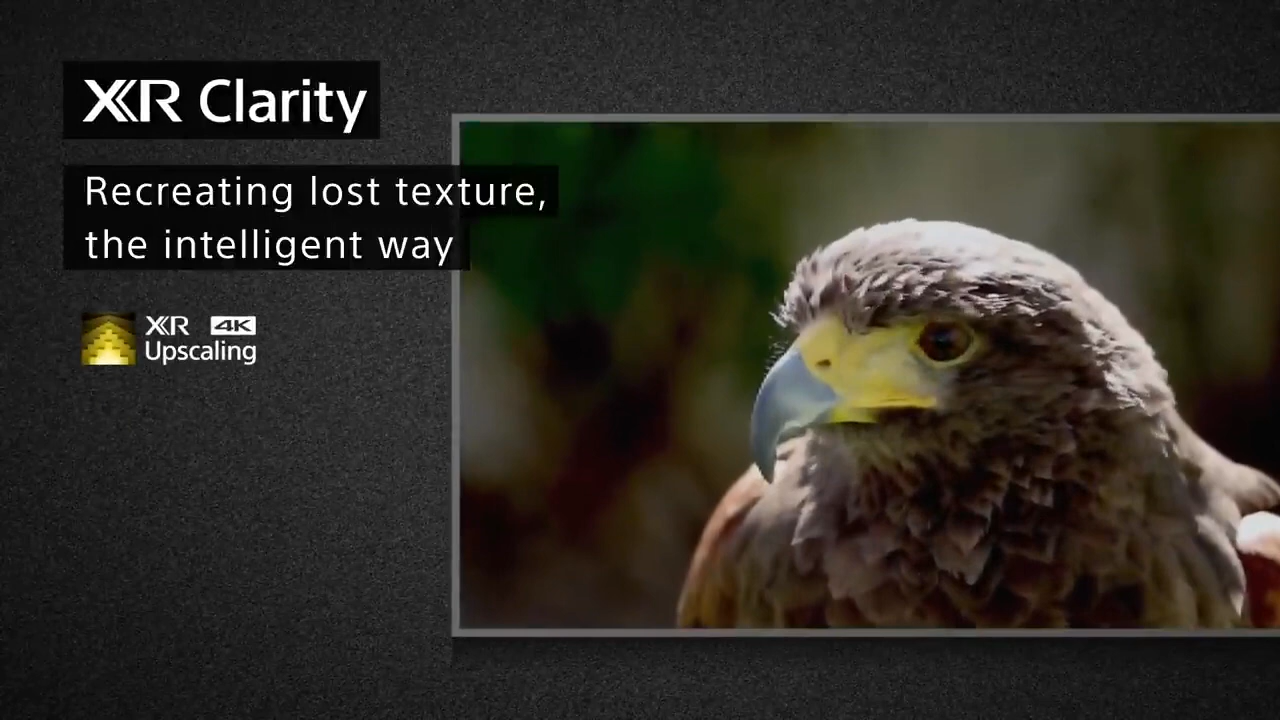 XR Clarity
Recreating lost texture,
the intelligent way
XR 4K
Upscaling